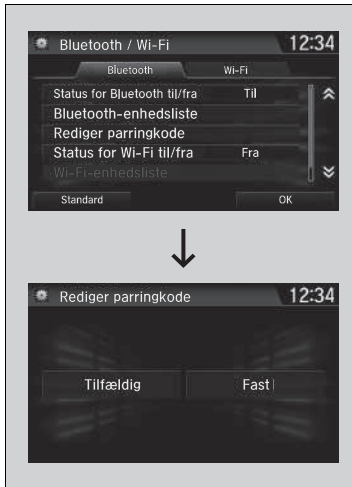 Bluetooth / Wi-Fi 12:34
Bluetooth Wi-Fi
Status for Bluetooth til/fra Til
Bluetooth-enhedsliste
Rediger parringkode
Status for Wi-Fi til/fra Fra
Wi-Fi-enhedsliste
Standard OK
Rediger parringkode 12:34
Tilfældig Fast